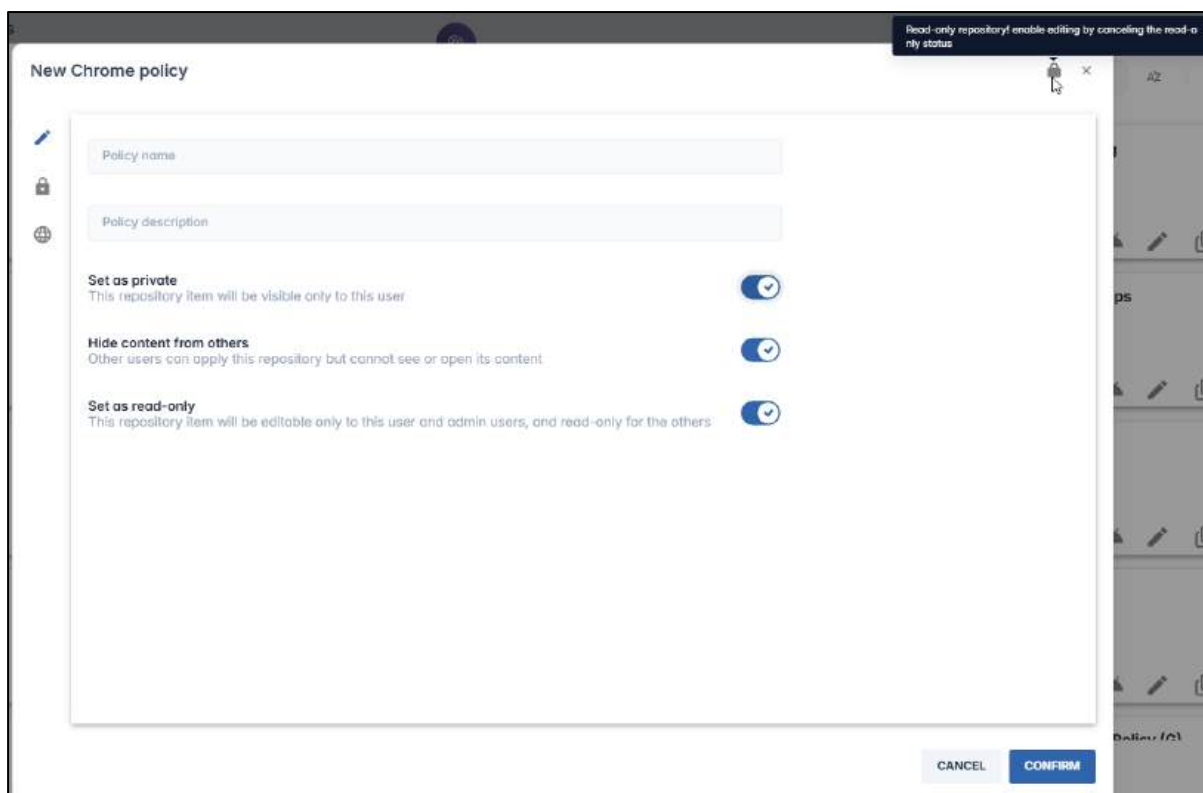 Read-only repository! enable editing by canceling the read-o
nly status
New Chrome policy
AZ
Policy name
Policy description
Set as private
This repository item will be visible only to this user
ps
Hide content from others
Other users can apply this repository but cannot see or open its content
Set as read-only
This repository item will be editable only to this user and admin users, and read-only for the others
Policy (G)
CANCEL
CONFIRM